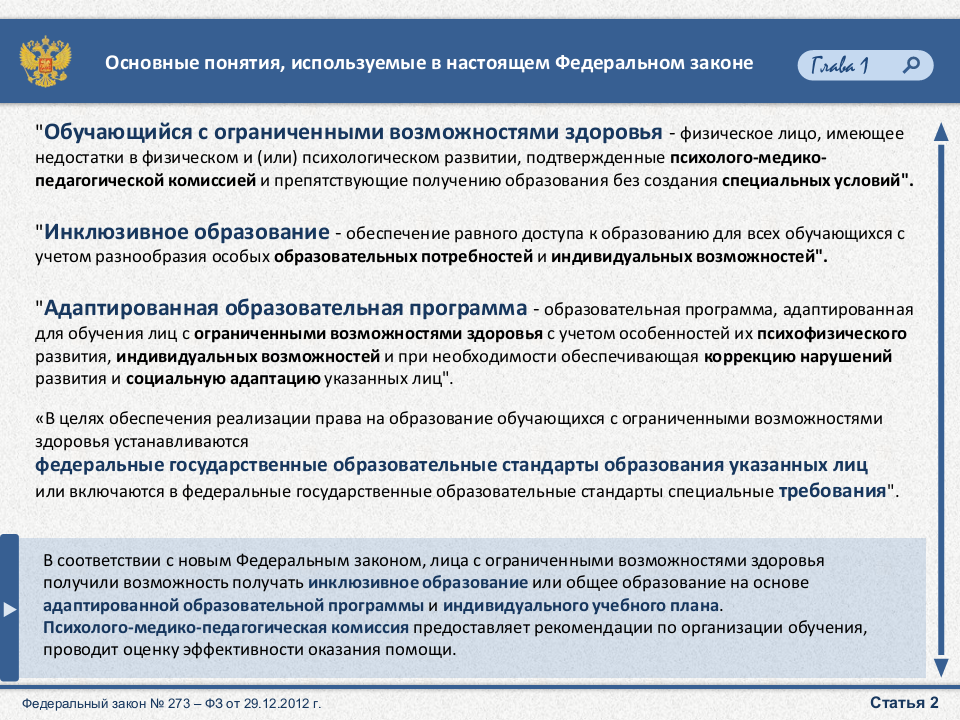 Основные понятия, используемые в настоящем Федеральном законе
Глава 1
"Обучающийся с ограниченными возможностями здоровья - физическое лицо, имеющее
недостатки в физическом и (или) психологическом развитии, подтвержденные психолого-медико-
педагогической комиссией и препятствующие получению образования без создания специальных условий".
"Инклюзивное образование - обеспечение равного доступа к образованию для всех обучающихся с
учетом разнообразия особых образовательных потребностей и индивидуальных возможностей".
"Адаптированная образовательная программа - образовательная программа, адаптированная
для обучения лиц с ограниченными возможностями здоровья с учетом особенностей их психофизического
развития, индивидуальных возможностей и при необходимости обеспечивающая коррекцию нарушений
развития и социальную адаптацию указанных лиц".
«В целях обеспечения реализации права на образование обучающихся с ограниченными возможностями
здоровья устанавливаются
федеральные государственные образовательные стандарты образования указанных лиц
или включаются в федеральные государственные образовательные стандарты специальные требования".
В соответствии с новым Федеральным законом, лица с ограниченными возможностями здоровья
получили возможность получать инклюзивное образование или общее образование на основе
адаптированной образовательной программы и индивидуального учебного плана.
Психолого-медико-педагогическая комиссия предоставляет рекомендации по организации обучения,
проводит оценку эффективности оказания помощи.
Федеральный закон № 273 – ФЗ от 29.12.2012 г.
Статья 2